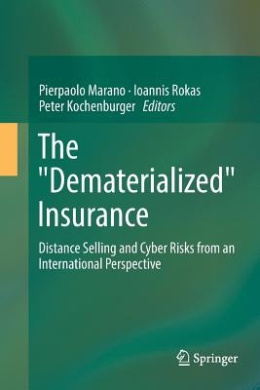 Pierpaolo Marano · Ioannis Rokas
Peter Kochenburger Editors
The
"Dematerialized"
Insurance
Distance Selling and Cyber Risks from an
International Perspective
Springer